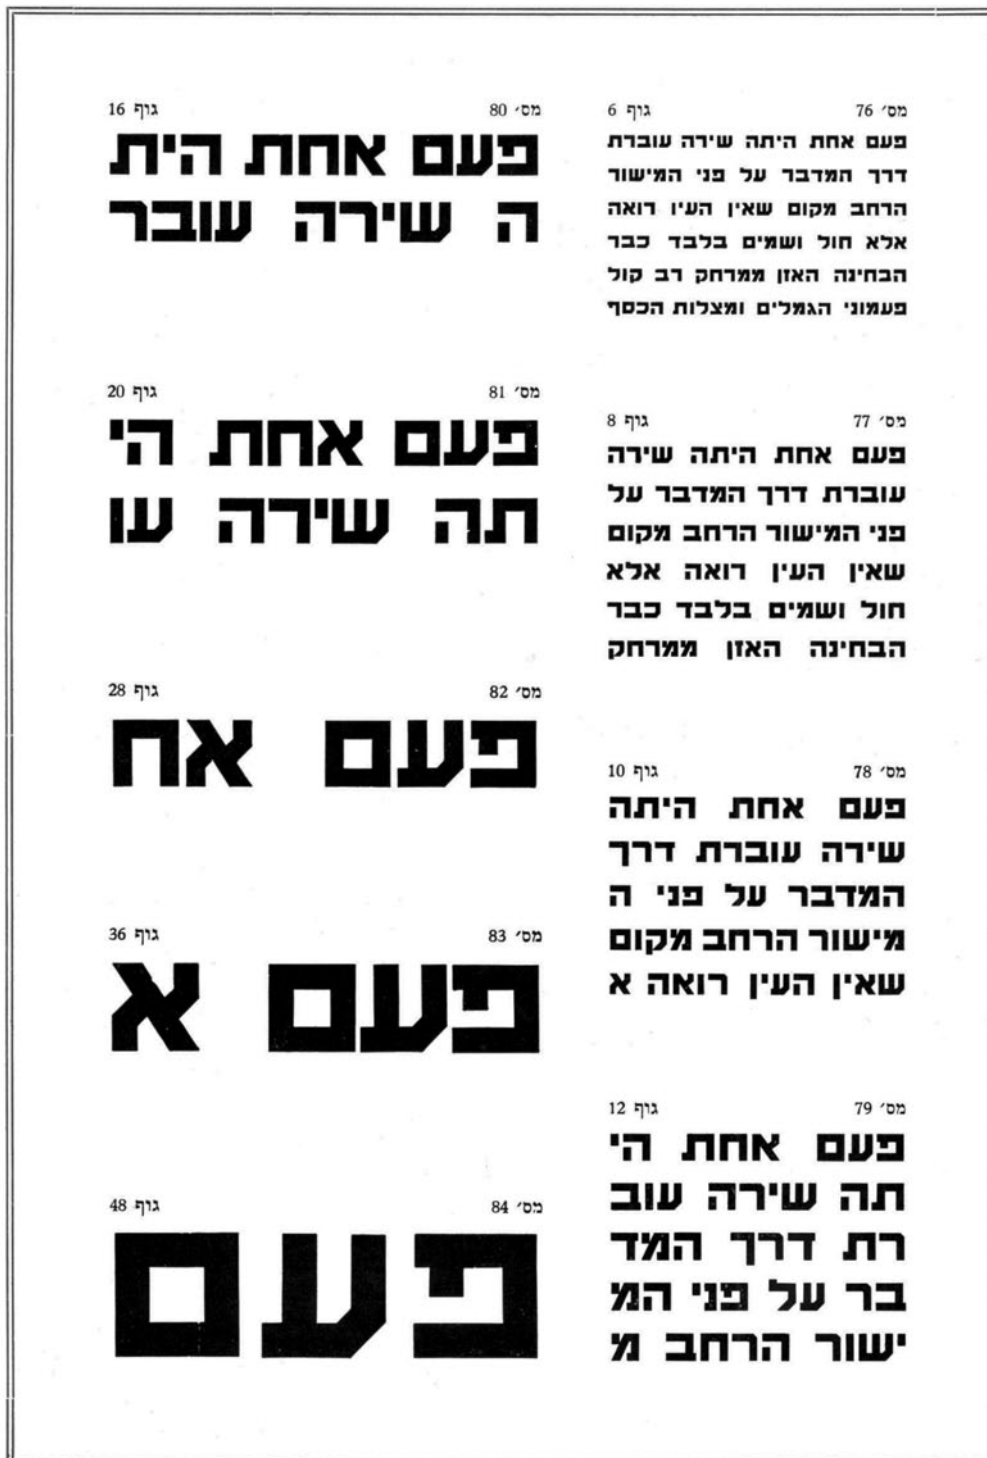 מס׳ 76 גוף 6
פעם אחת היתה שירה עוברת
דרך המדבר על פני המישור
הרחב מקום שאין העיו רואה
אלא חול ושמים בלבד כבר
הבחינה האזן ממרחק רב קול
פעמוני הגמלים ומצלות הכסף
מס׳ 77 גוף 8
פעם אחת היתה שירה
עוברת דרך המדבר על
פני המישור הרחב מקום
שאין העין רואה אלא
חול ושמים בלבד כבר
הבחינה האזן ממרחק
מס׳ 78 גוף 10
פעם אחת היתה
שירה עוברת דרך
המדבר על פני ה
מישור הרחב מקום
שאין העין רואה א
מס׳ 79 גוף 12
פעם אחת הי
תה שירה עוב
רת דרך המד
בר על פני המ
ישור הרחב מ
מס׳ 80 גוף 16
פעם אחת הית
ה שירה עובר
מס׳ 81 גוף 20
פעם אחת הי
תה שירה עו
מס׳ 82 גוף 28
פעם אח
מס׳ 83 גוף 36
פעם א
מס׳ 84 גוף 48
פעם